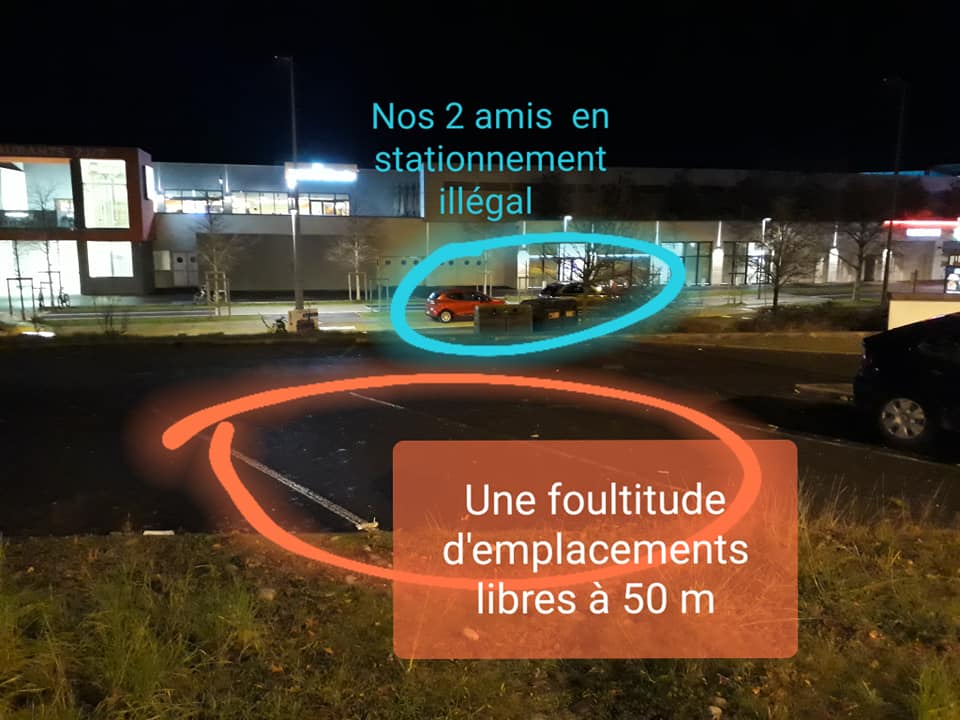 Nos 2 amis  en
stationnement
illégal
Une foultitude
d'emplacements
libres à 50 m